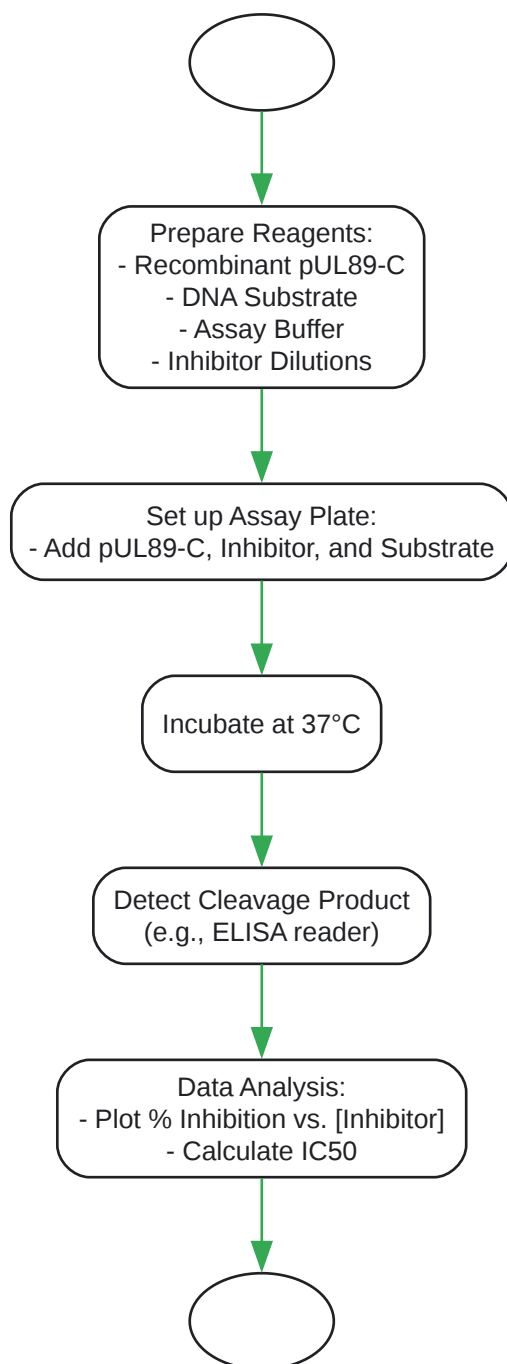 Prepare Reagents:
- Recombinant pUL89-C
- DNA Substrate
- Assay Buffer
- Inhibitor Dilutions
Set up Assay Plate:
- Add pUL89-C, Inhibitor, and Substrate
Incubate at 37°C
Detect Cleavage Product
(e.g., ELISA reader)
Data Analysis:
- Plot % Inhibition vs. [Inhibitor]
- Calculate IC50